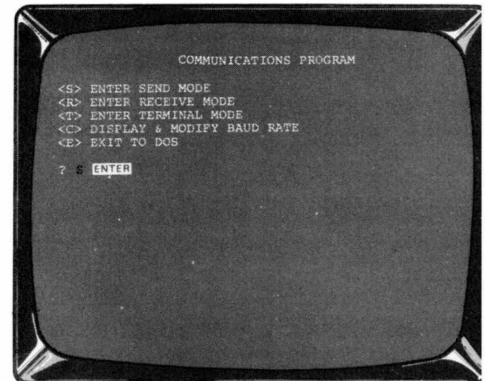 COMMUNICATIONS PROGRAM
<S> ENTER SEND MODE
<R> ENTER RECEIVE MODE
<T> ENTER TERMINAL MODE
<C> DISPLAY & MODIFY BAUD RATE
<E> EXIT TO DOS
? S ENTER